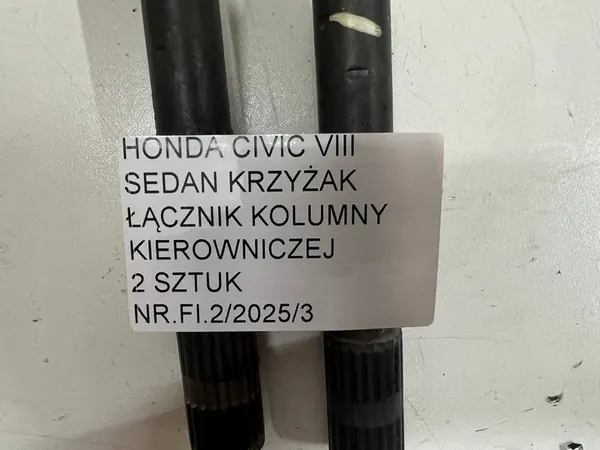 HONDA CIVIC VIII
SEDAN KRZYŻAK
ŁĄCZNIK KOLUMNY
KIEROWNICZEJ
2 SZTUK
NR.FI.2/2025/3